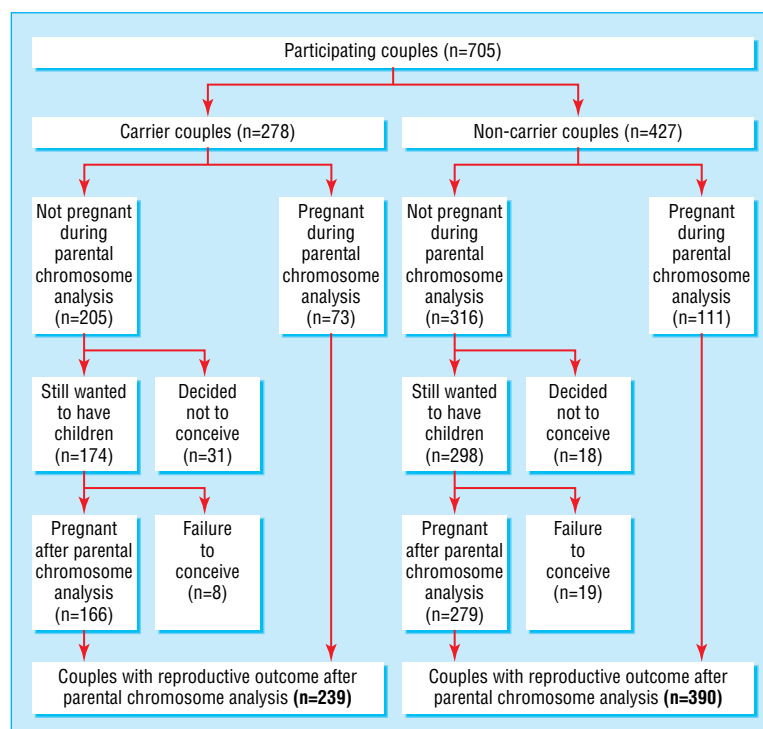 Participating couples (n=705)
Carrier couples (n=278)
Non-carrier couples (n=427)
Not pregnant
during
parental
chromosome
analysis
(n=205)
Pregnant
during
parental
chromosome
analysis
(n=73)
Not pregnant
during
parental
chromosome
analysis
(n=316)
Pregnant
during
parental
chromosome
analysis
(n=111)
Still wanted
to have
children
(n=174)
Decided
not to
conceive
(n=31)
Still wanted
to have
children
(n=298)
Decided
not to
conceive
(n=18)
Pregnant
after parental
chromosome
analysis
(n=166)
Failure
to
conceive
(n=8)
Pregnant
after parental
chromosome
analysis
(n=279)
Failure
to
conceive
(n=19)
Couples with reproductive outcome after
parental chromosome analysis (n=239)
Couples with reproductive outcome after
parental chromosome analysis (n=390)